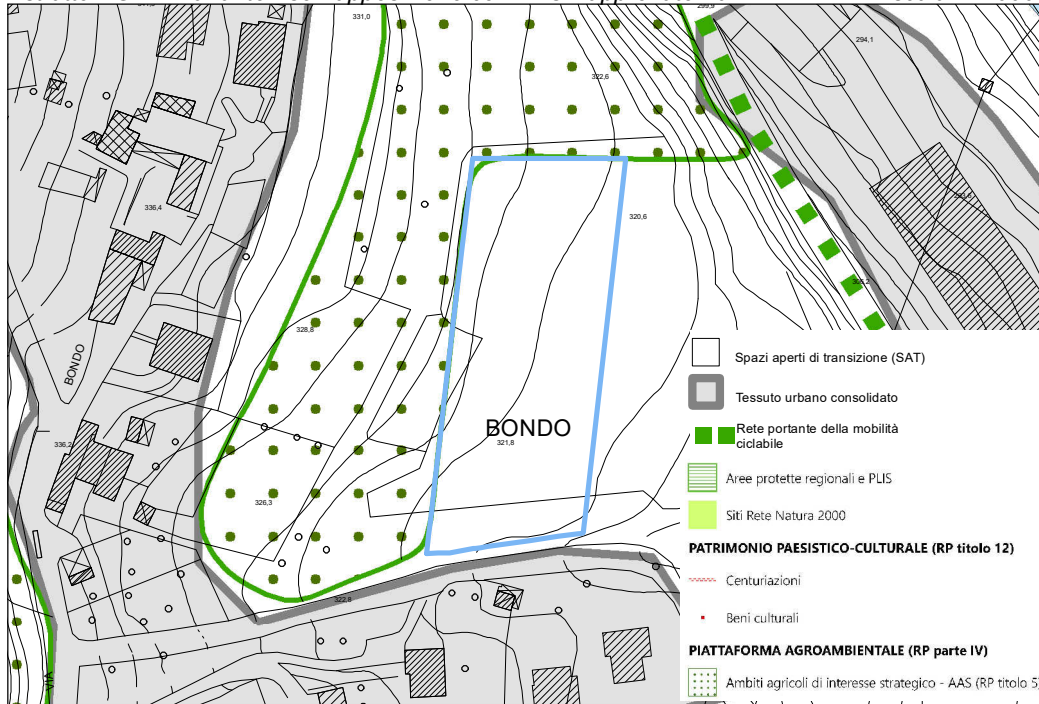 331,0
299,9
294,1
322,6
336,4
320,6
305,2
328,8
BONDO
BONDO
321,8
336,2
326,3
322,8
VIA
Spazi aperti di transizione (SAT)
Tessuto urbano consolidato
Rete portante della mobilità
ciclabile
Aree protette regionali e PLIS
Siti Rete Natura 2000
PATRIMONIO PAESISTICO-CULTURALE (RP titolo 12)
Centuriazioni
Beni culturali
PIATTAFORMA AGROAMBIENTALE (RP parte IV)
Ambiti agricoli di interesse strategico - AAS (RP titolo 5)